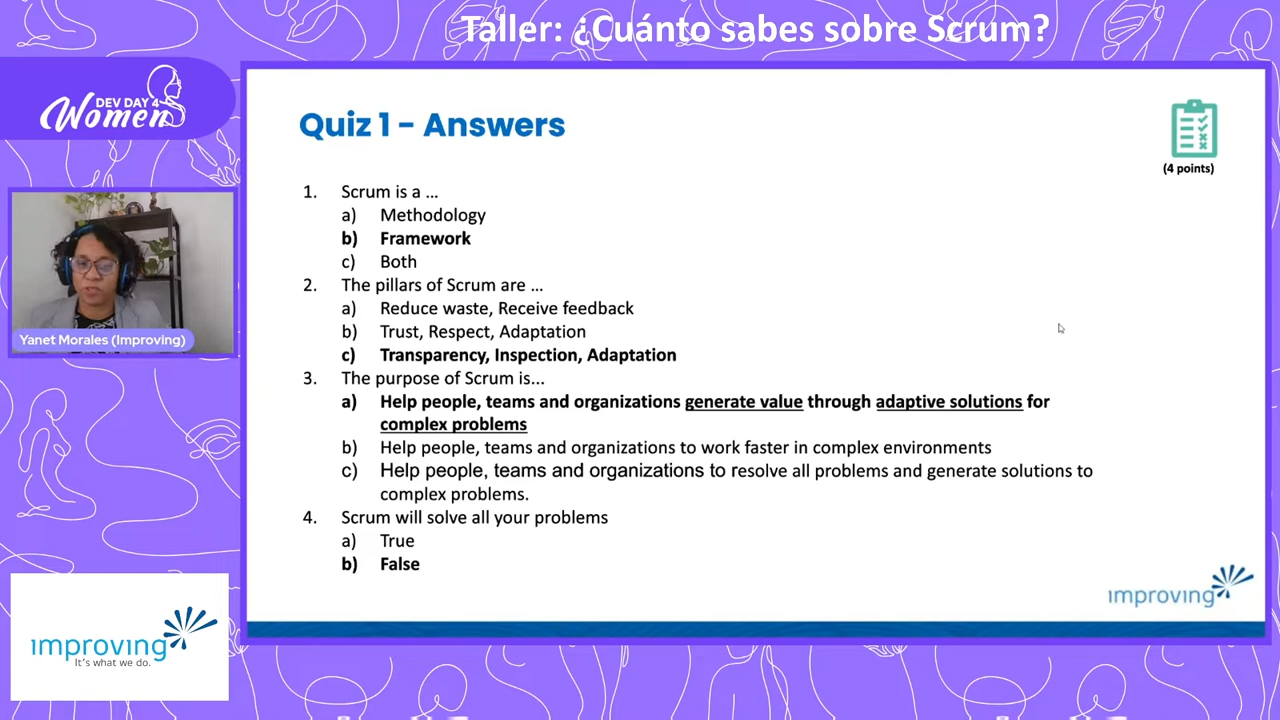 Taller: ¿Cuánto sabes sobre Scrum?
DEV DAY 4
Women
Yanet Morales (Improving)
improving
It's what we do.
Quiz 1 – Answers
(4 points)
1. Scrum is a ...
a) Methodology
b) Framework
c) Both
2. The pillars of Scrum are ...
a) Reduce waste, Receive feedback
b) Trust, Respect, Adaptation
c) Transparency, Inspection, Adaptation
3. The purpose of Scrum is...
a) Help people, teams and organizations generate value through adaptive solutions for
complex problems
b) Help people, teams and organizations to work faster in complex environments
c) Help people, teams and organizations to resolve all problems and generate solutions to
complex problems.
4. Scrum will solve all your problems
a) True
b) False
improving